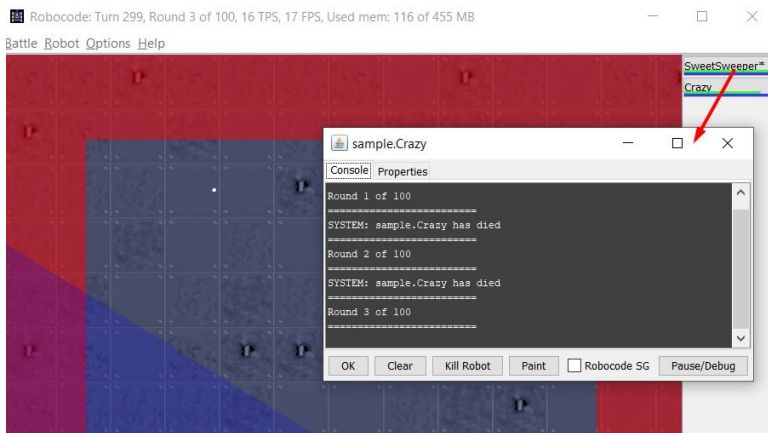 Robocode: Turn 299, Round 3 of 100, 16 TPS, 17 FPS, Used mem: 116 of 455 MB
Battle Robot Options Help
SweetSweeper*
Crazy
sample.Crazy
Console Properties
Round 1 of 100
=========================
SYSTEM: sample.Crazy has died
=========================
Round 2 of 100
=========================
SYSTEM: sample.Crazy has died
=========================
Round 3 of 100
=========================
OK Clear Kill Robot Paint Robocode SG Pause/Debug